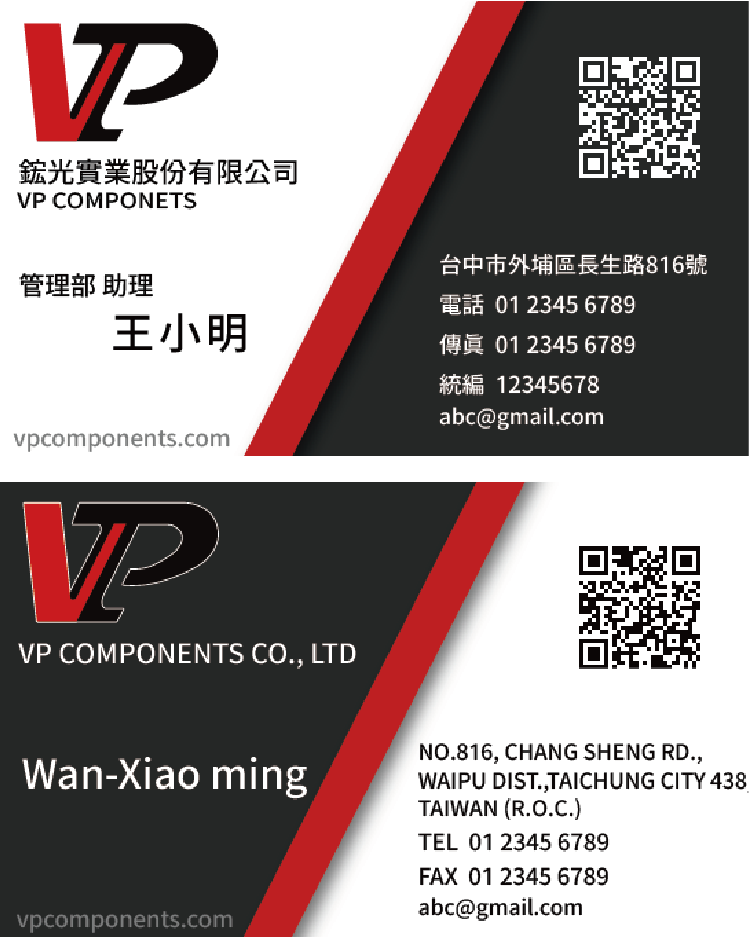 VP
鈜光實業股份有限公司
VP COMPONETS
管理部 助理
王小明
vpcomponents.com
台中市外埔區長生路816號
電話 01 2345 6789
傳眞 01 2345 6789
統編 12345678
abc@gmail.com
VP
VP COMPONENTS CO., LTD
Wan-Xiao ming
vpcomponents.com
NO.816, CHANG SHENG RD.,
WAIPU DIST.,TAICHUNG CITY 438,
TAIWAN (R.O.C.)
TEL 01 2345 6789
FAX 01 2345 6789
abc@gmail.com